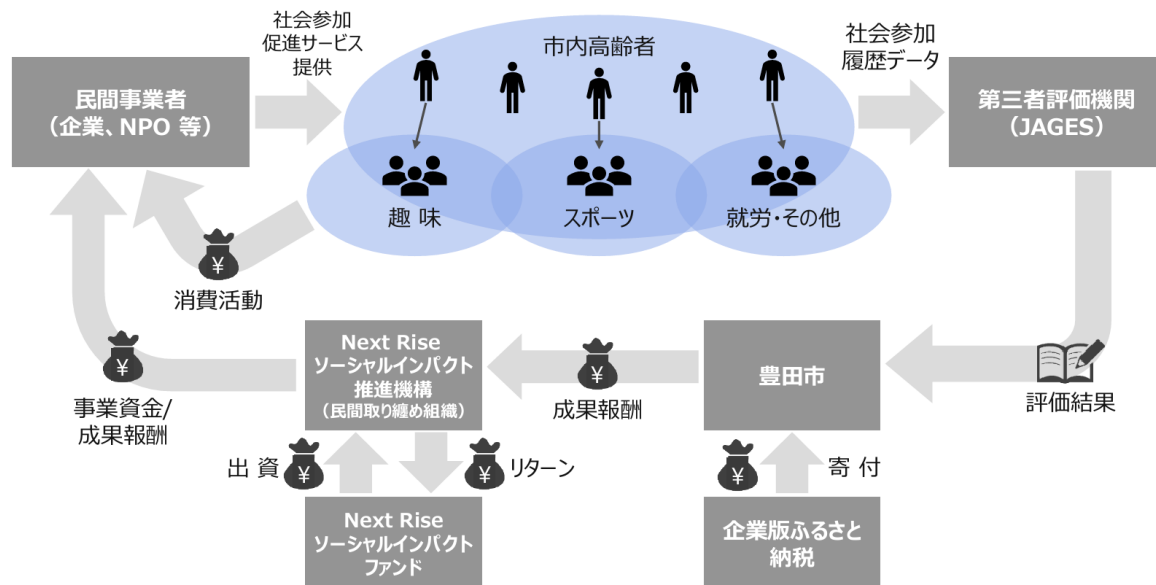 社会参加
促進サービス
提供
市内高齢者
社会参加
履歴データ
民間事業者
（企業、NPO 等）
第三者評価機関
（JAGES）
趣 味
スポーツ
就労・その他
¥
消費活動
Next Rise
ソーシャルインパクト
推進機構
（民間取り纏め組織）
¥
成果報酬
豊田市
評価結果
¥
事業資金/
成果報酬
出 資
¥
¥
リターン
¥
寄 付
Next Rise
ソーシャルインパクト
ファンド
企業版ふるさと
納税